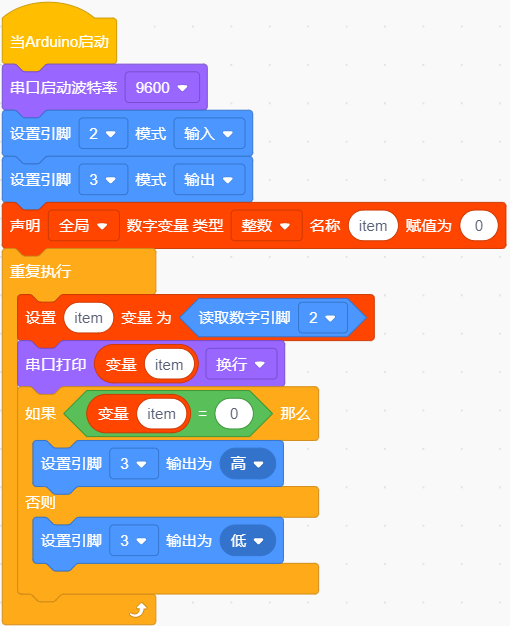 当Arduino启动
串口启动波特率 9600
设置引脚 2 模式 输入
设置引脚 3 模式 输出
声明 全局 数字变量 类型 整数 名称 item 赋值为 0
重复执行
设置 item 变量 为 读取数字引脚 2
串口打印 变量 item 换行
如果 变量 item = 0 那么
设置引脚 3 输出为 高
否则
设置引脚 3 输出为 低